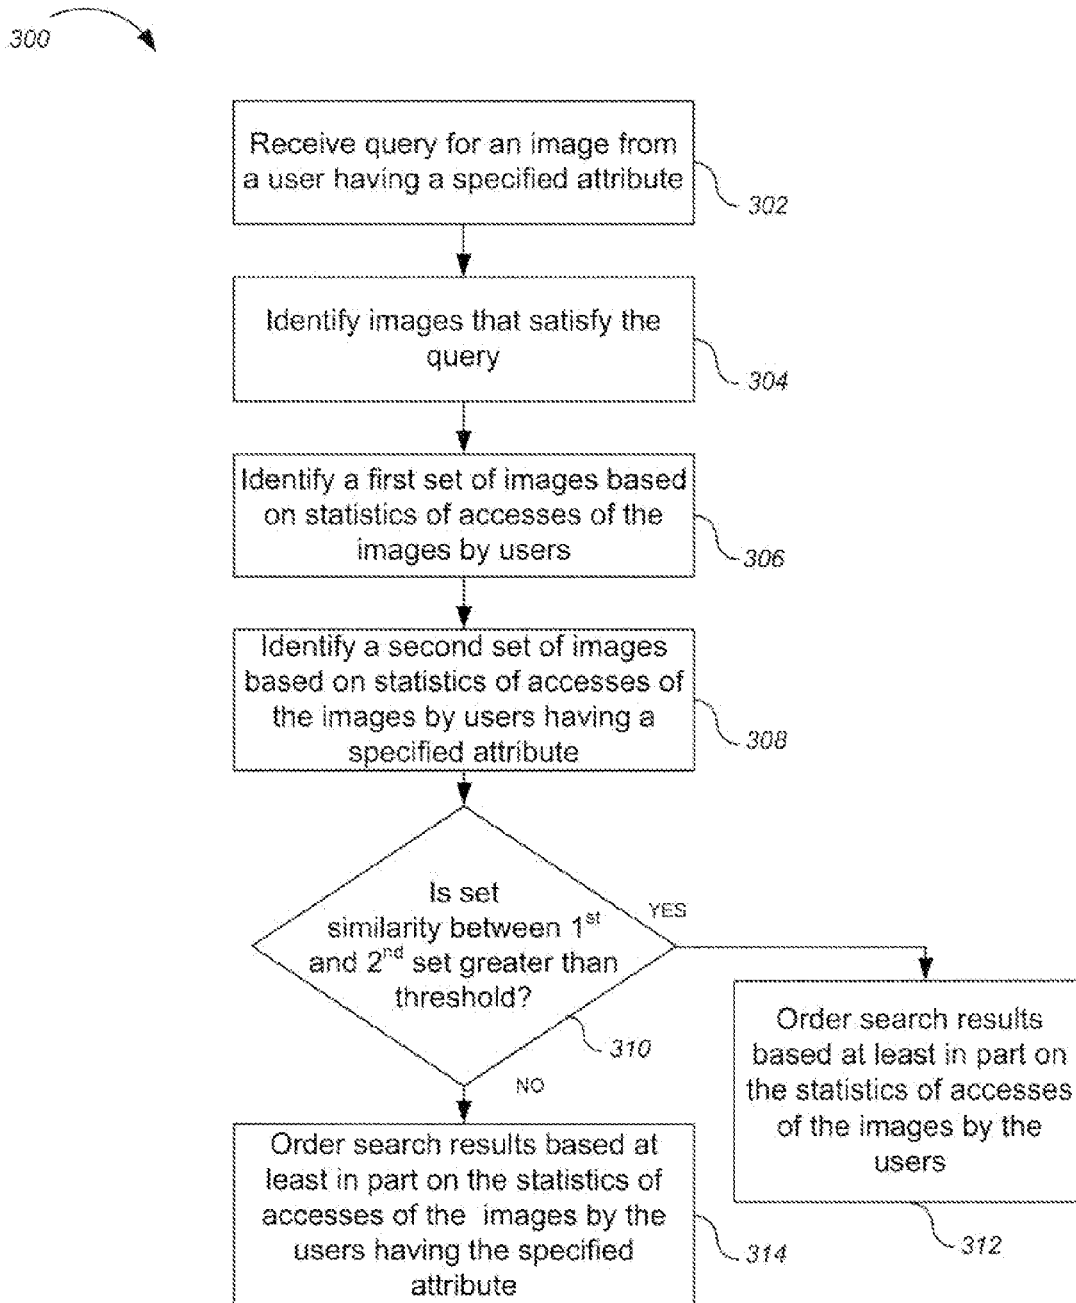 300
Receive query for an image from
a user having a specified attribute
302
Identify images that satisfy the
query
304
Identify a first set of images based
on statistics of accesses of the
images by users
306
Identify a second set of images
based on statistics of accesses of
the images by users having a
specified attribute
308
Is set
similarity between 1st
and 2nd set greater than
threshold?
310
YES
NO
Order search results
based at least in part on
the statistics of accesses
of the images by the
users
312
Order search results based at
least in part on the statistics of
accesses of the images by the
users having the specified
attribute
314